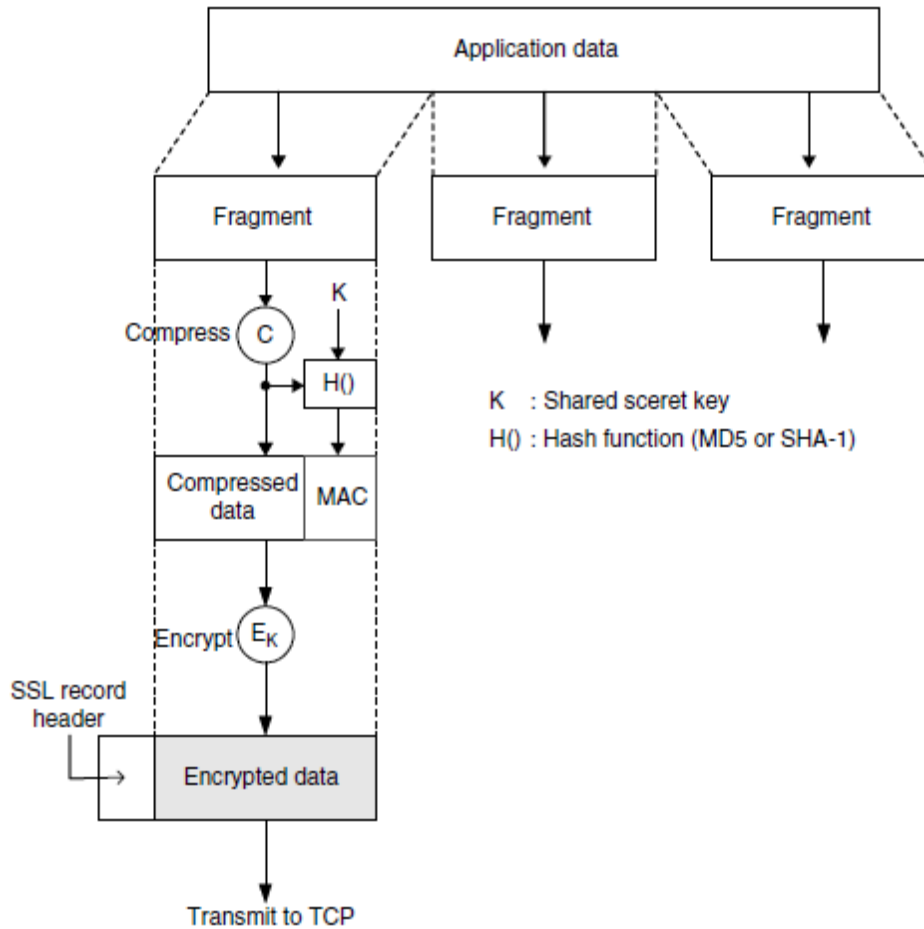 Application data
Fragment
Fragment
Fragment
K
Compress
C
H()
K : Shared sceret key
H() : Hash function (MD5 or SHA-1)
Compressed
data
MAC
Encrypt
EK
SSL record
header
Encrypted data
Transmit to TCP